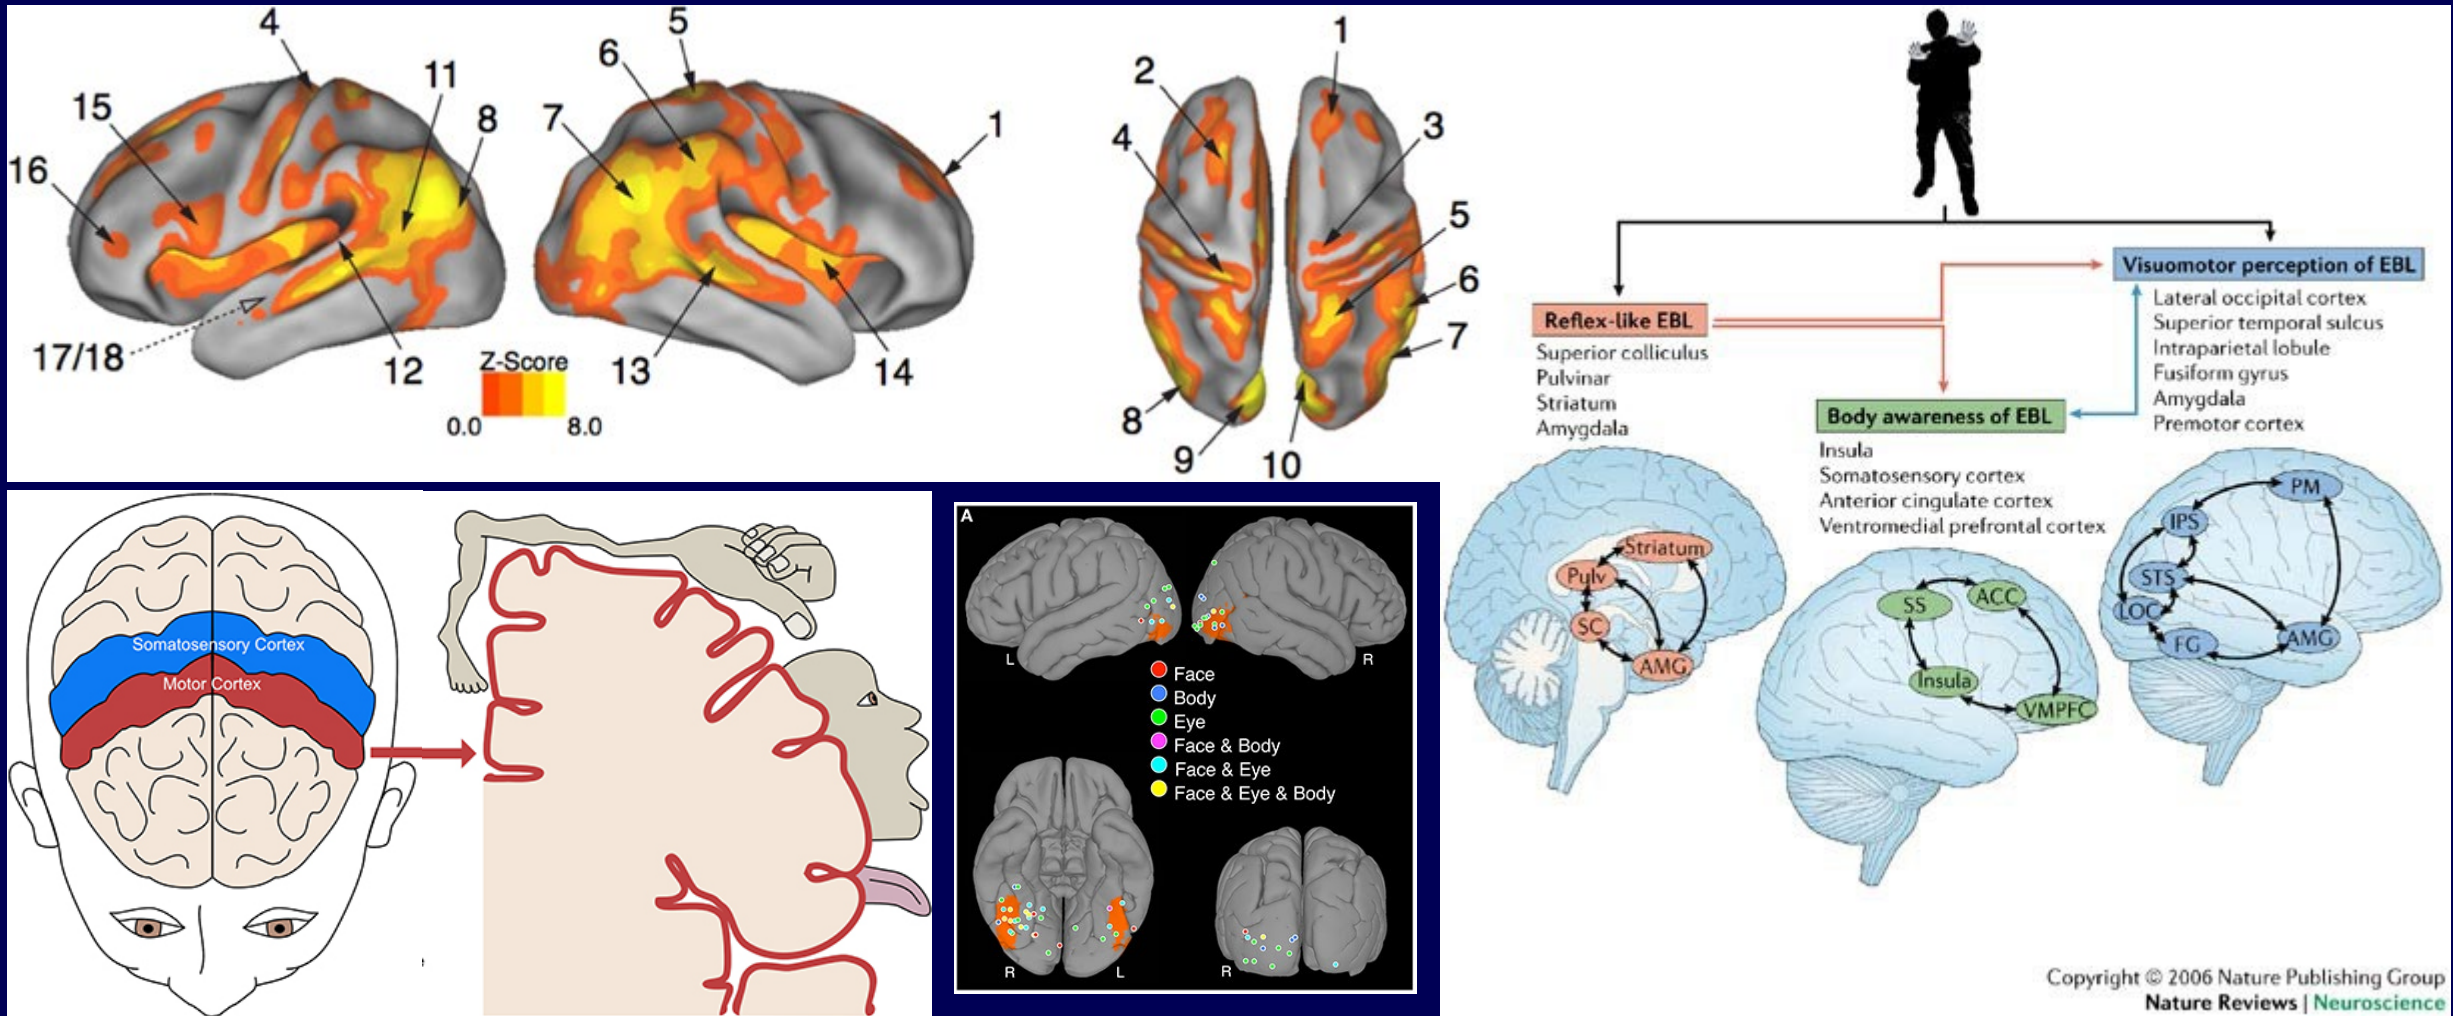 4
5
6
7
11
8
15
16
17/18
12
13
14
1
Z-Score
0.0
8.0
1
2
3
4
5
6
7
8
9
10
Somatosensory Cortex
Motor Cortex
A
L
R
Face
Body
Eye
Face & Body
Face & Eye
Face & Eye & Body
R
L
R
Visuomotor perception of EBL
Lateral occipital cortex
Superior temporal sulcus
Intraparietal lobule
Fusiform gyrus
Amygdala
Premotor cortex
Reflex-like EBL
Superior colliculus
Pulvinar
Striatum
Amygdala
Body awareness of EBL
Insula
Somatosensory cortex
Anterior cingulate cortex
Ventromedial prefrontal cortex
Striatum
Pulv
SC
AMG
SS
ACC
Insula
VMPFC
PM
IPS
STS
LOC
FG
AMG
Copyright © 2006 Nature Publishing Group
Nature Reviews | Neuroscience